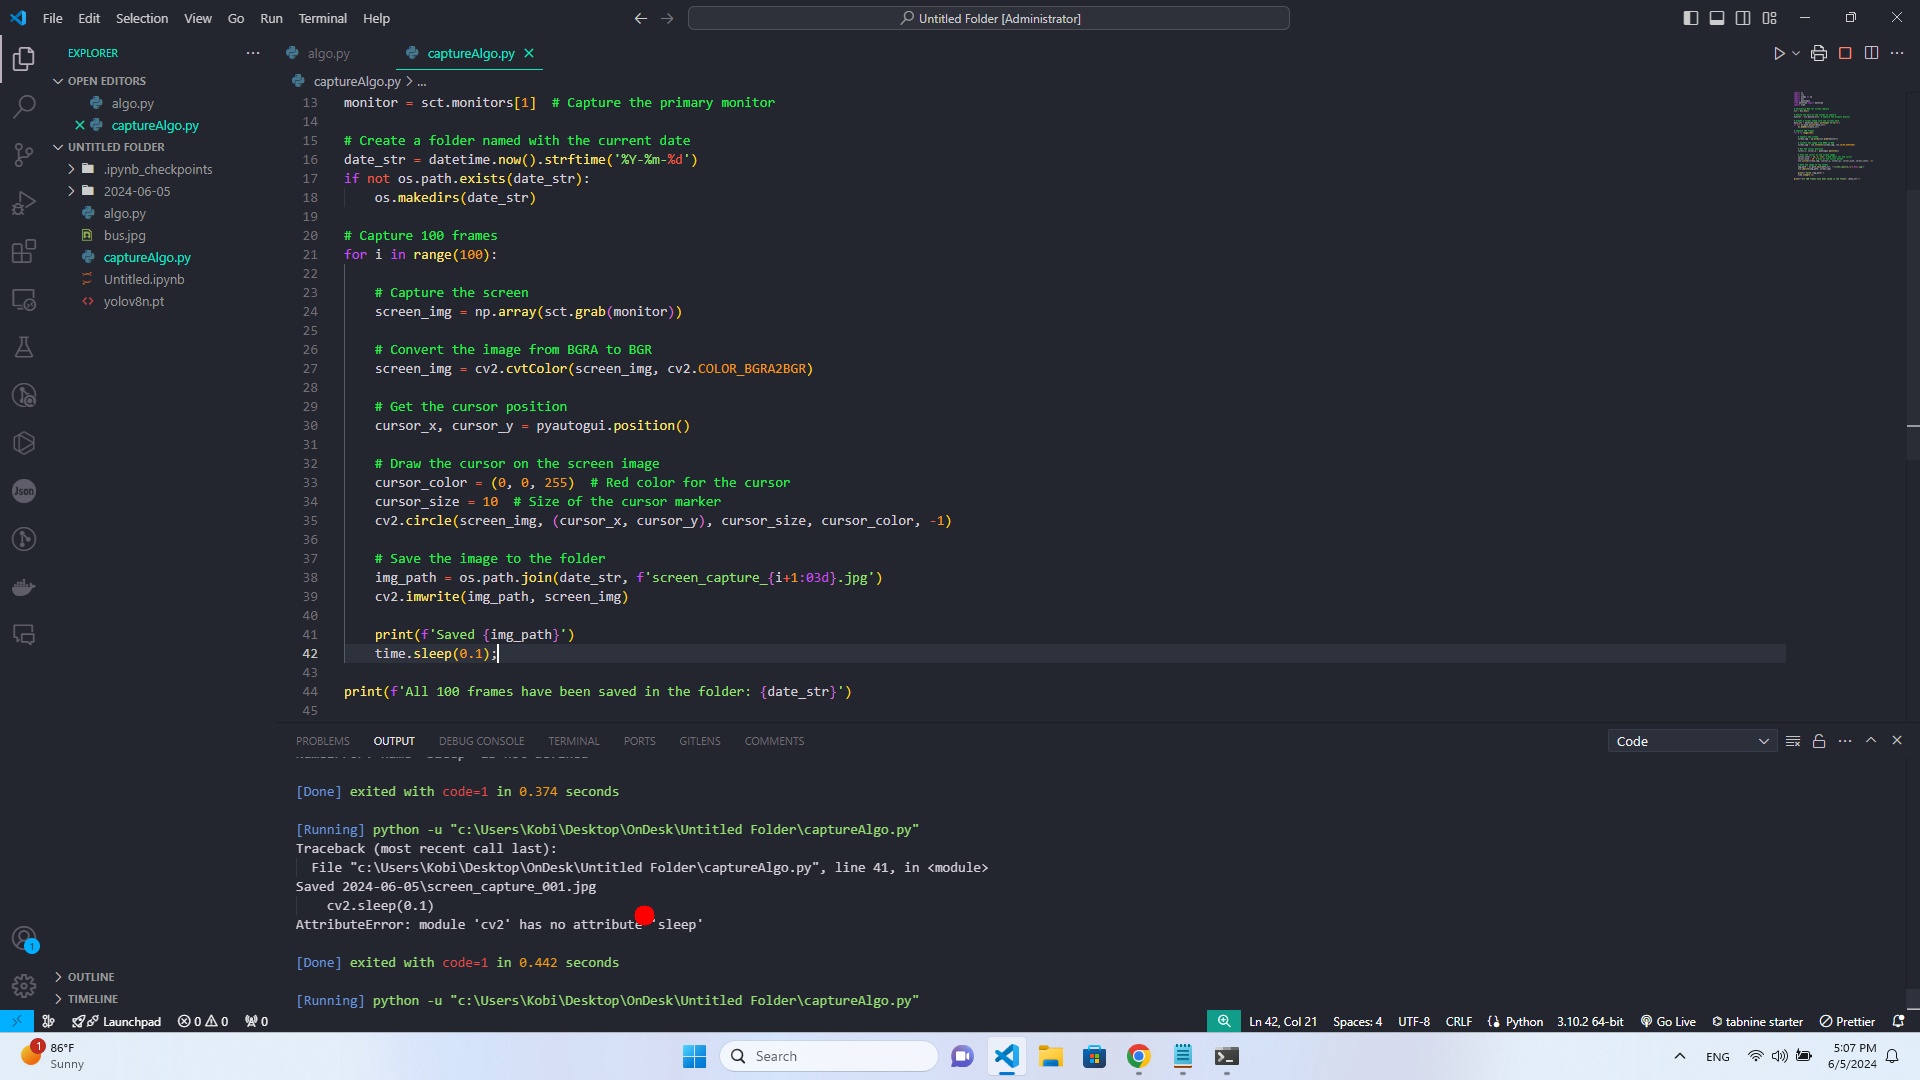 File Edit Selection View Go Run Terminal Help
Untitled Folder [Administrator]
EXPLORER
OPEN EDITORS
algo.py
captureAlgo.py
UNTITLED FOLDER
.ipynb_checkpoints
2024-06-05
algo.py
bus.jpg
captureAlgo.py
Untitled.ipynb
yolov8n.pt
OUTLINE
TIMELINE
Json
1
algo.py
captureAlgo.py
captureAlgo.py > ...
13 monitor = sct.monitors[1]  # Capture the primary monitor
14
15 # Create a folder named with the current date
16 date_str = datetime.now().strftime('%Y-%m-%d')
17 if not os.path.exists(date_str):
18     os.makedirs(date_str)
19
20 # Capture 100 frames
21 for i in range(100):
22
23     # Capture the screen
24     screen_img = np.array(sct.grab(monitor))
25
26     # Convert the image from BGRA to BGR
27     screen_img = cv2.cvtColor(screen_img, cv2.COLOR_BGRA2BGR)
28
29     # Get the cursor position
30     cursor_x, cursor_y = pyautogui.position()
31
32     # Draw the cursor on the screen image
33     cursor_color = (0, 0, 255)  # Red color for the cursor
34     cursor_size = 10  # Size of the cursor marker
35     cv2.circle(screen_img, (cursor_x, cursor_y), cursor_size, cursor_color, -1)
36
37     # Save the image to the folder
38     img_path = os.path.join(date_str, f'screen_capture_{i+1:03d}.jpg')
39     cv2.imwrite(img_path, screen_img)
40
41     print(f'Saved {img_path}')
42     time.sleep(0.1);
43
44 print(f'All 100 frames have been saved in the folder: {date_str}')
45
PROBLEMS OUTPUT DEBUG CONSOLE TERMINAL PORTS GITLENS COMMENTS
Code
[Done] exited with code=1 in 0.374 seconds
[Running] python -u "c:\Users\Kobi\Desktop\OnDesk\Untitled Folder\captureAlgo.py"
Traceback (most recent call last):
  File "c:\Users\Kobi\Desktop\OnDesk\Untitled Folder\captureAlgo.py", line 41, in <module>
Saved 2024-06-05\screen_capture_001.jpg
    cv2.sleep(0.1)
AttributeError: module 'cv2' has no attribute 'sleep'
[Done] exited with code=1 in 0.442 seconds
[Running] python -u "c:\Users\Kobi\Desktop\OnDesk\Untitled Folder\captureAlgo.py"
Launchpad 0 0 0
Ln 42, Col 21 Spaces: 4 UTF-8 CRLF Python 3.10.2 64-bit Go Live tabnine starter Prettier
1
86°F
Sunny
Search
ENG
5:07 PM
6/5/2024